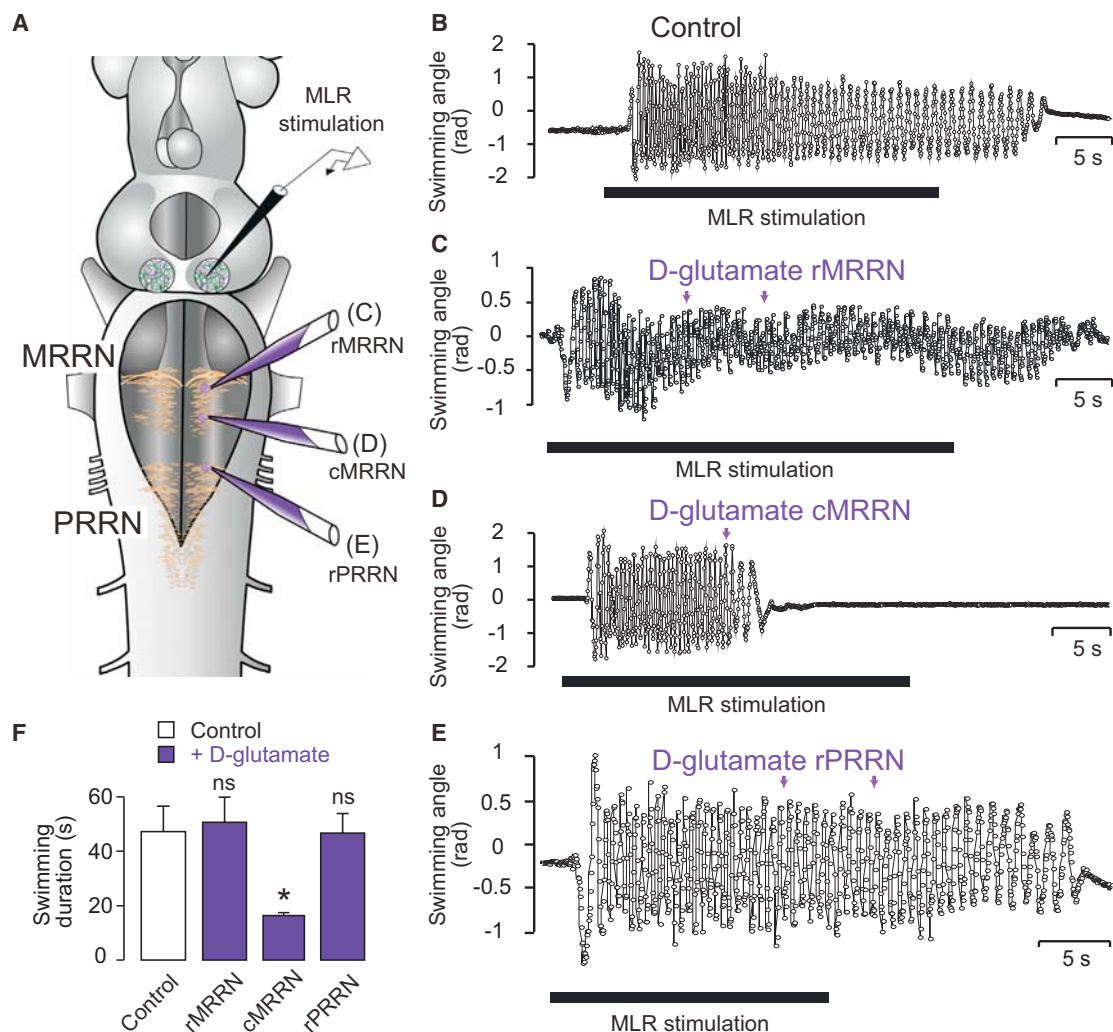 A
MLR
stimulation
MRRN
PRRN
(C)
rMRRN
(D)
cMRRN
(E)
rPRRN
B
Control
Swimming angle
(rad)
2
1
0
-1
-2
5 s
MLR stimulation
C
D-glutamate rMRRN
Swimming angle
(rad)
0.5
0
-0.5
-1
5 s
MLR stimulation
D
D-glutamate cMRRN
Swimming angle
(rad)
2
1
0
-1
-2
5 s
MLR stimulation
E
D-glutamate rPRRN
Swimming angle
(rad)
1
0.5
0
-0.5
-1
5 s
MLR stimulation
F
Control
+ D-glutamate
Swimming
duration (s)
60
40
20
0
ns
*
ns
Control
rMRRN
cMRRN
rPRRN